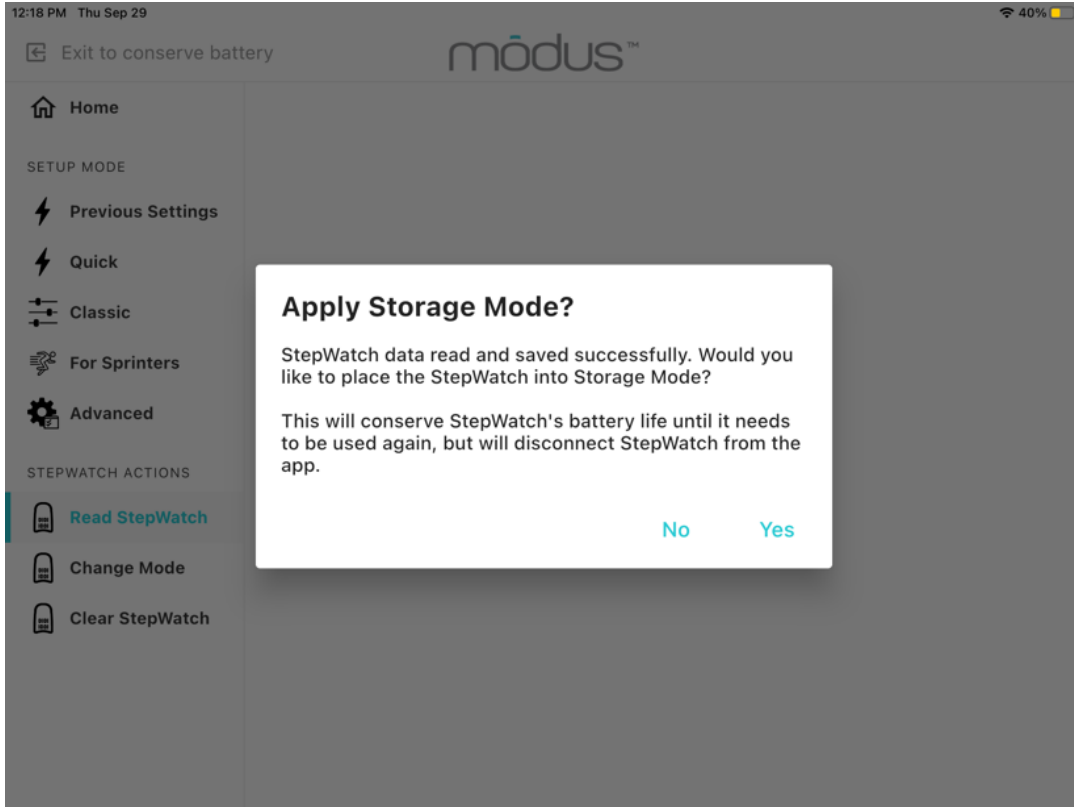 12:18 PM Thu Sep 29
40%
Exit to conserve battery
mōdus™
Home
SETUP MODE
Previous Settings
Quick
Classic
For Sprinters
Advanced
STEPWATCH ACTIONS
Read StepWatch
Change Mode
Clear StepWatch
Apply Storage Mode?
StepWatch data read and saved successfully. Would you
like to place the StepWatch into Storage Mode?
This will conserve StepWatch's battery life until it needs
to be used again, but will disconnect StepWatch from the
app.
No
Yes